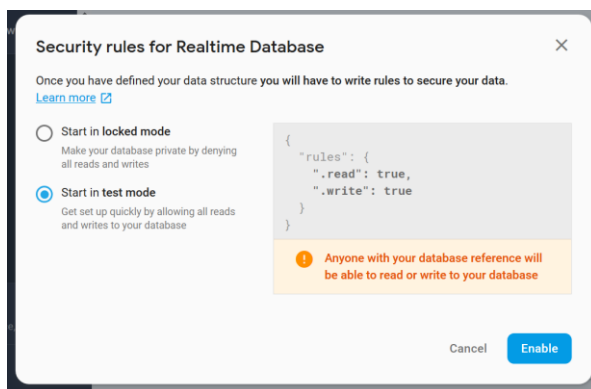 Security rules for Realtime Database
Once you have defined your data structure you will have to write rules to secure your data.
Learn more
Start in locked mode
Make your database private by denying
all reads and writes
Start in test mode
Get set up quickly by allowing all reads
and writes to your database
{
"rules": {
".read": true,
".write": true
}
}
Anyone with your database reference will
be able to read or write to your database
Cancel
Enable